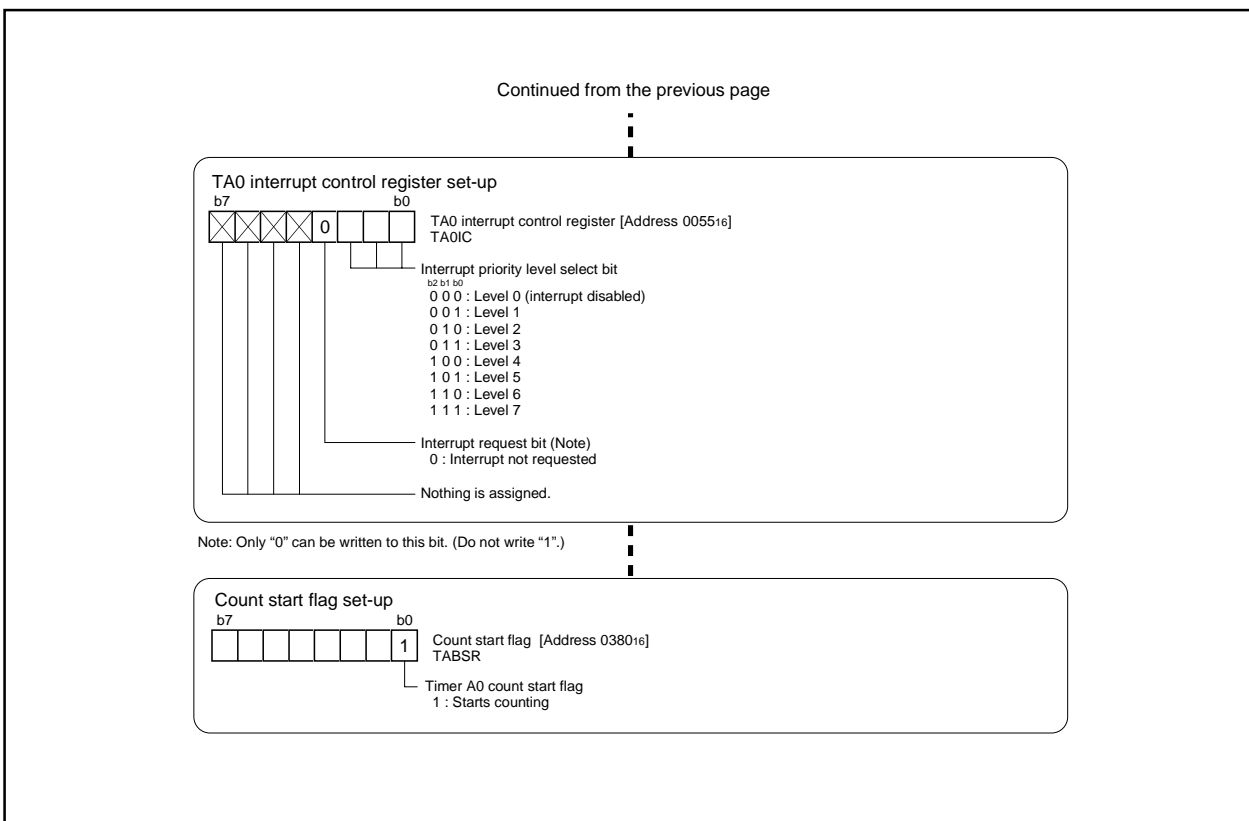 Continued from the previous page
TA0 interrupt control register set-up
b7 b0
0 TA0 interrupt control register [Address 005516]
TA0IC
Interrupt priority level select bit
b2 b1 b0
0 0 0 : Level 0 (interrupt disabled)
0 0 1 : Level 1
0 1 0 : Level 2
0 1 1 : Level 3
1 0 0 : Level 4
1 0 1 : Level 5
1 1 0 : Level 6
1 1 1 : Level 7
Interrupt request bit (Note)
0 : Interrupt not requested
Nothing is assigned.
Note: Only “0” can be written to this bit. (Do not write “1”.)
Count start flag set-up
b7 b0
1 Count start flag [Address 038016]
TABSR
Timer A0 count start flag
1 : Starts counting